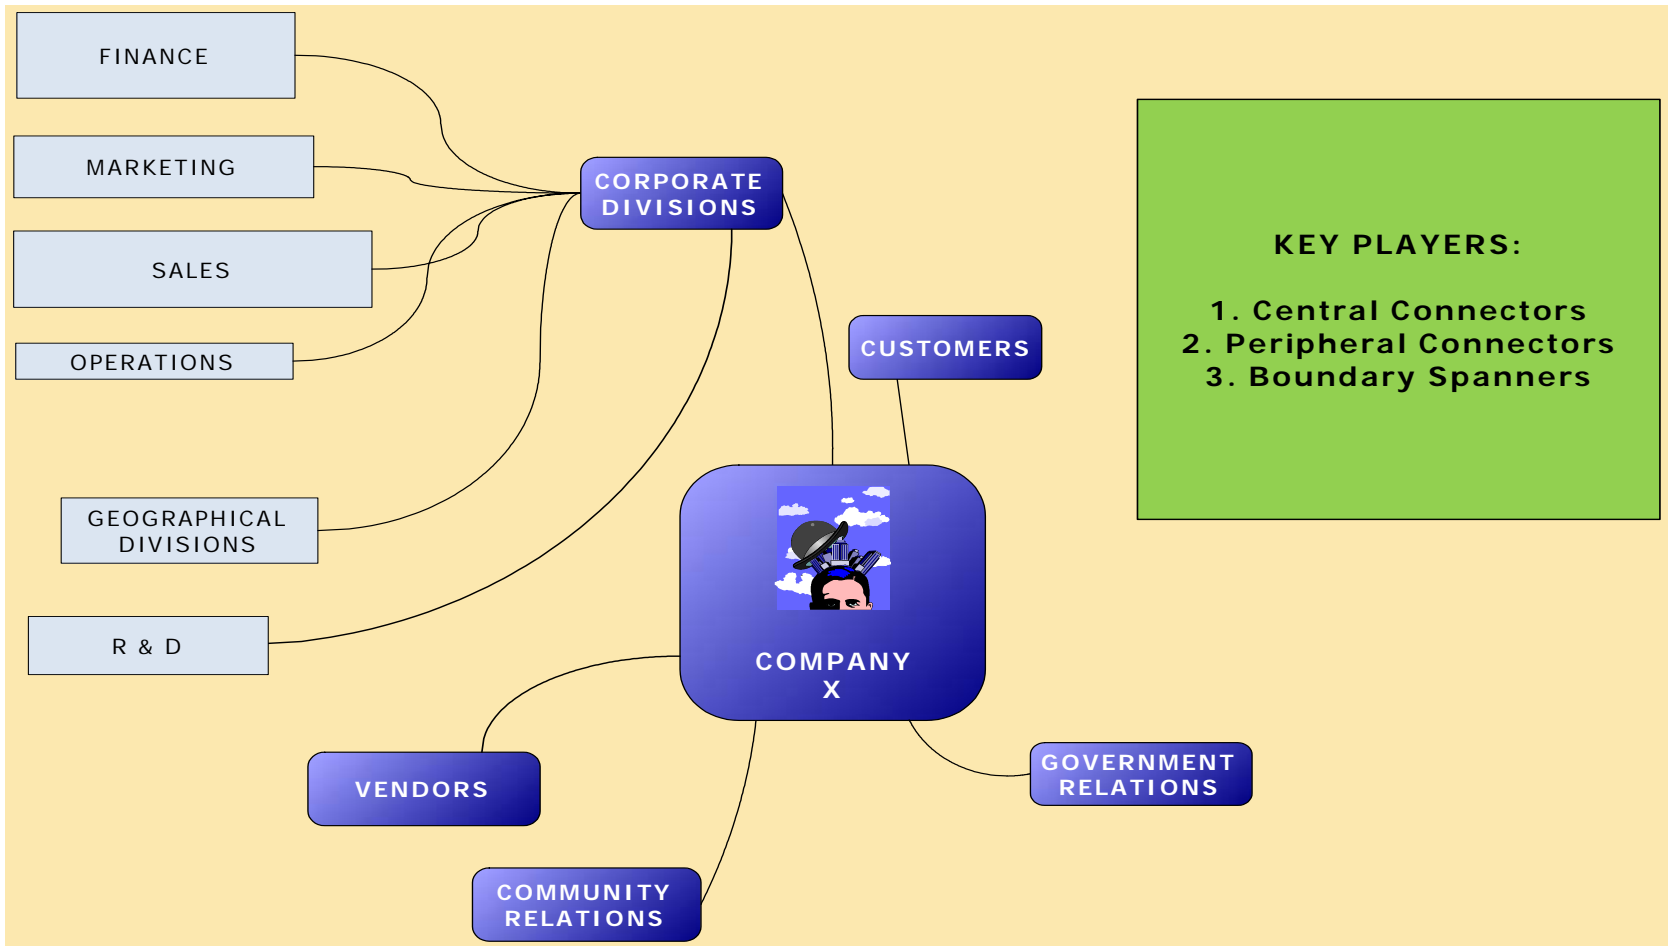 FINANCE
MARKETING
SALES
OPERATIONS
GEOGRAPHICAL
DIVISIONS
R & D
CORPORATE
DIVISIONS
CUSTOMERS
COMPANY
X
VENDORS
COMMUNITY
RELATIONS
GOVERNMENT
RELATIONS
KEY PLAYERS:
1. Central Connectors
2. Peripheral Connectors
3. Boundary Spanners